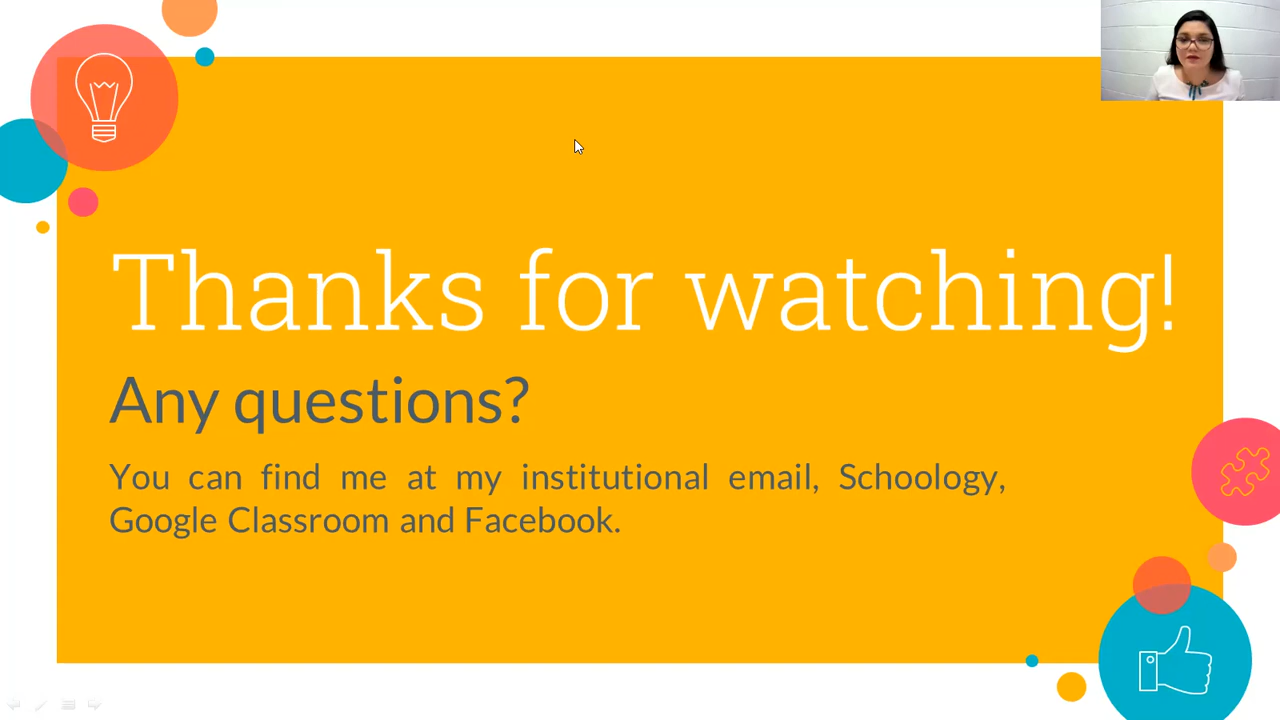 Thanks for watching!
Any questions?
You can find me at my institutional email, Schoology,
Google Classroom and Facebook.